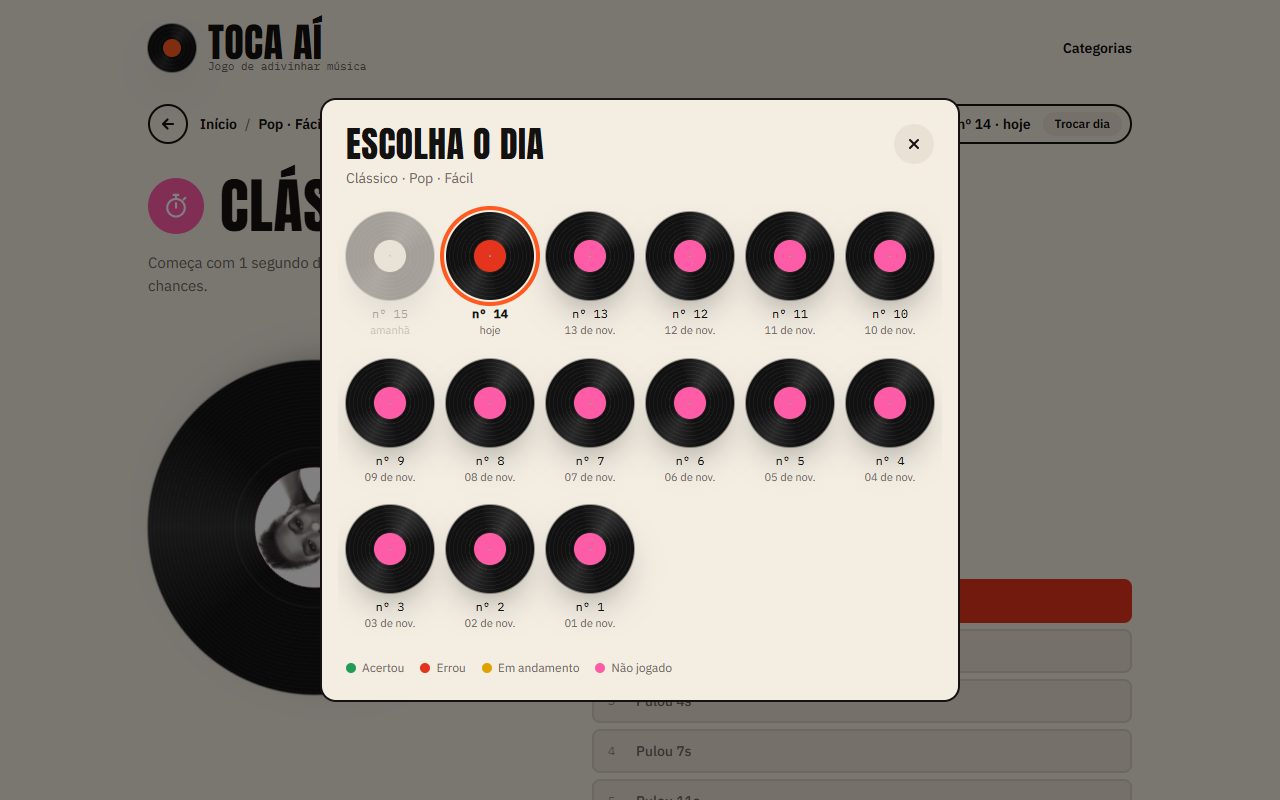 TOCA AÍ
Jogo de adivinhar música
Categorias
Início / Pop · Fáci
nº 14 · hoje
Trocar dia
CLÁS
Começa com 1 segundo d
chances.
ESCOLHA O DIA
Clássico · Pop · Fácil
nº 15
amanhã
nº 14
hoje
nº 13
13 de nov.
nº 12
12 de nov.
nº 11
11 de nov.
nº 10
10 de nov.
nº 9
09 de nov.
nº 8
08 de nov.
nº 7
07 de nov.
nº 6
06 de nov.
nº 5
05 de nov.
nº 4
04 de nov.
nº 3
03 de nov.
nº 2
02 de nov.
nº 1
01 de nov.
Acertou
Errou
Em andamento
Não jogado
3 Pulou 4s
4 Pulou 7s
5 Pulou 11s